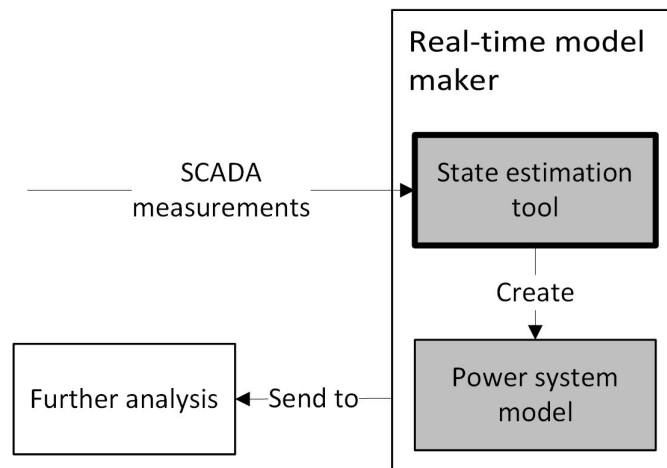 Real-time model
maker
SCADA
measurements
State estimation
tool
Create
Power system
model
Send to
Further analysis